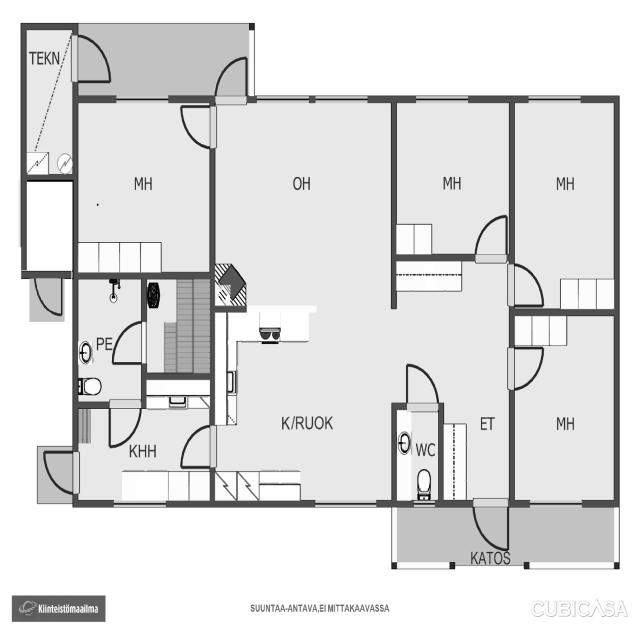 TEKN
MH
OH
MH
MH
PE
KHH
K/RUOK
WC
ET
MH
KATOS
Kiinteistömaailma
SUUNTAA-ANTAVA,EI MITTAKAAVASSA
CUBICASA